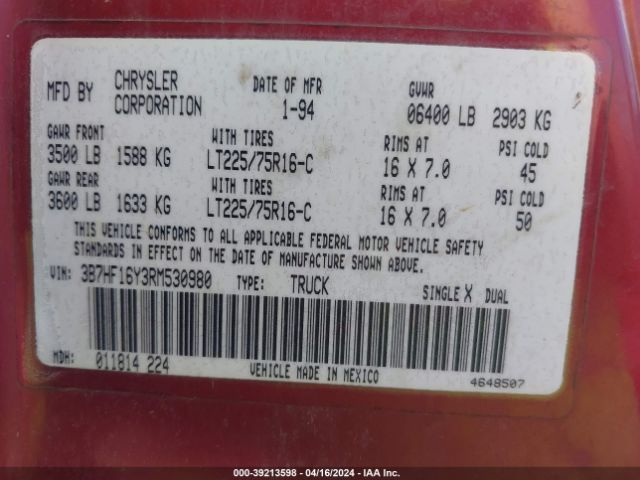 MFD BY CHRYSLER CORPORATION DATE OF MFR 1-94 GVWR 06400 LB 2903 KG
GAWR FRONT WITH TIRES RIMS AT PSI COLD
3500 LB 1588 KG LT225/75R16-C 16 X 7.0 45
GAWR REAR WITH TIRES RIMS AT PSI COLD
3600 LB 1633 KG LT225/75R16-C 16 X 7.0 50
THIS VEHICLE CONFORMS TO ALL APPLICABLE FEDERAL MOTOR VEHICLE SAFETY
STANDARDS IN EFFECT ON THE DATE OF MANUFACTURE SHOWN ABOVE.
VIN: 3B7HF16Y3RM530980 TYPE: TRUCK SINGLE X DUAL
MDH: 011814 224 VEHICLE MADE IN MEXICO 4648507
000-39213598 - 04/16/2024 - IAA Inc.